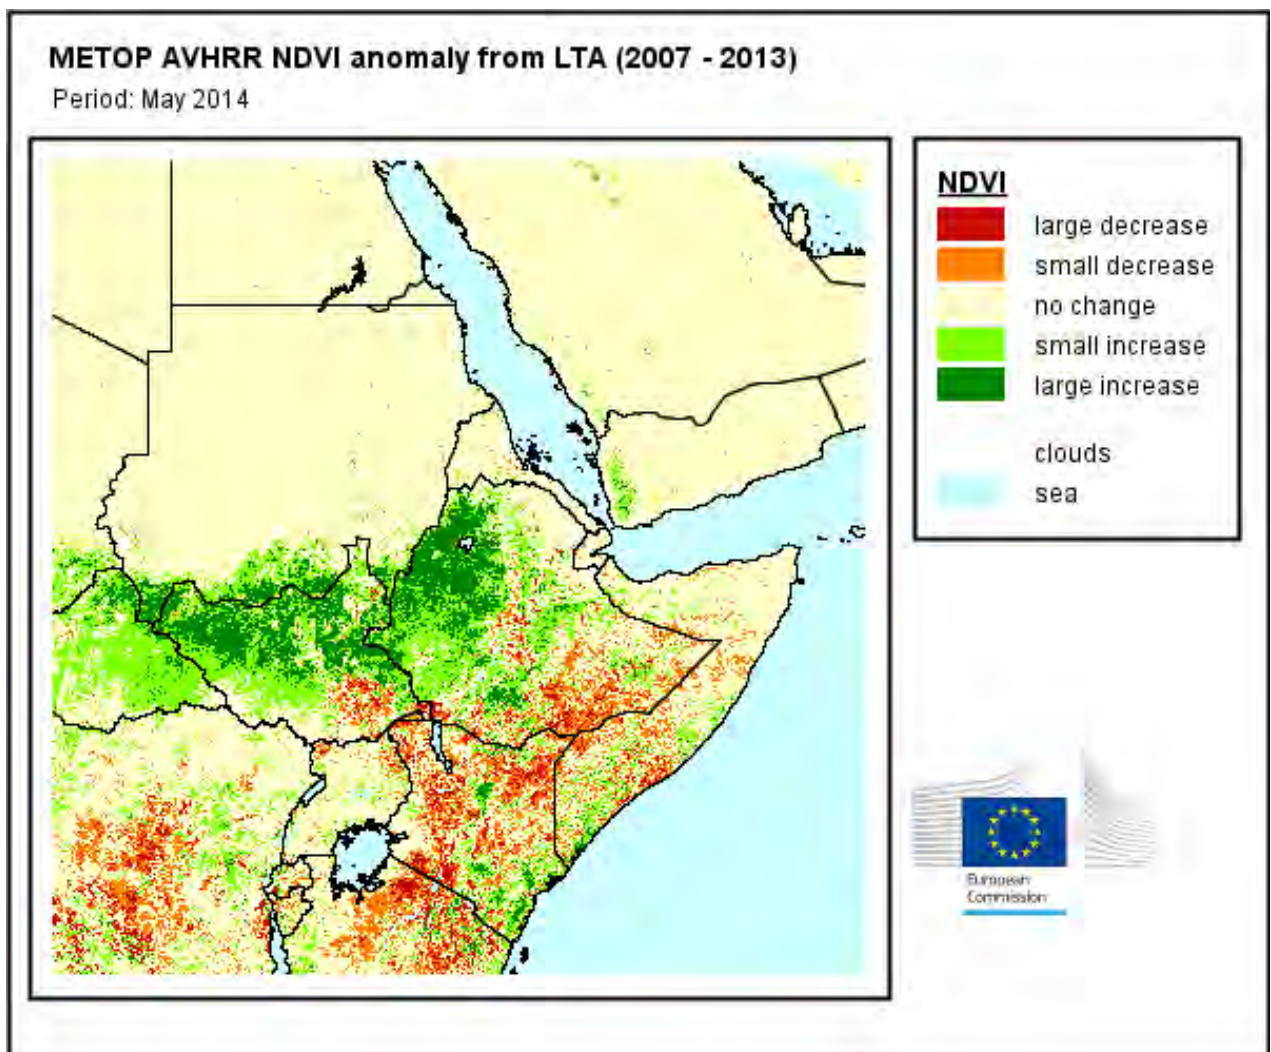 METOP AVHRR NDVI anomaly from LTA (2007 - 2013)
Period: May 2014
NDVI
large decrease
small decrease
no change
small increase
large increase
clouds
sea
European
Commission